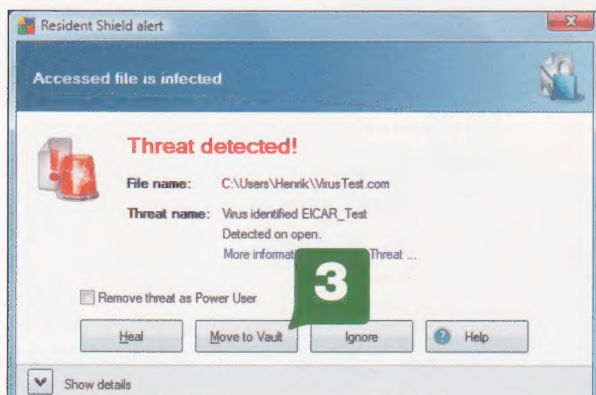 Resident Shield alert
Accessed file is infected
Threat detected!
File name: C:\Users\Henrik\VirusTest.com
Threat name: Virus identified EICAR_Test
Detected on open.
More informat Threat ...
3
Remove threat as Power User
Heal Move to Vault Ignore Help
Show details